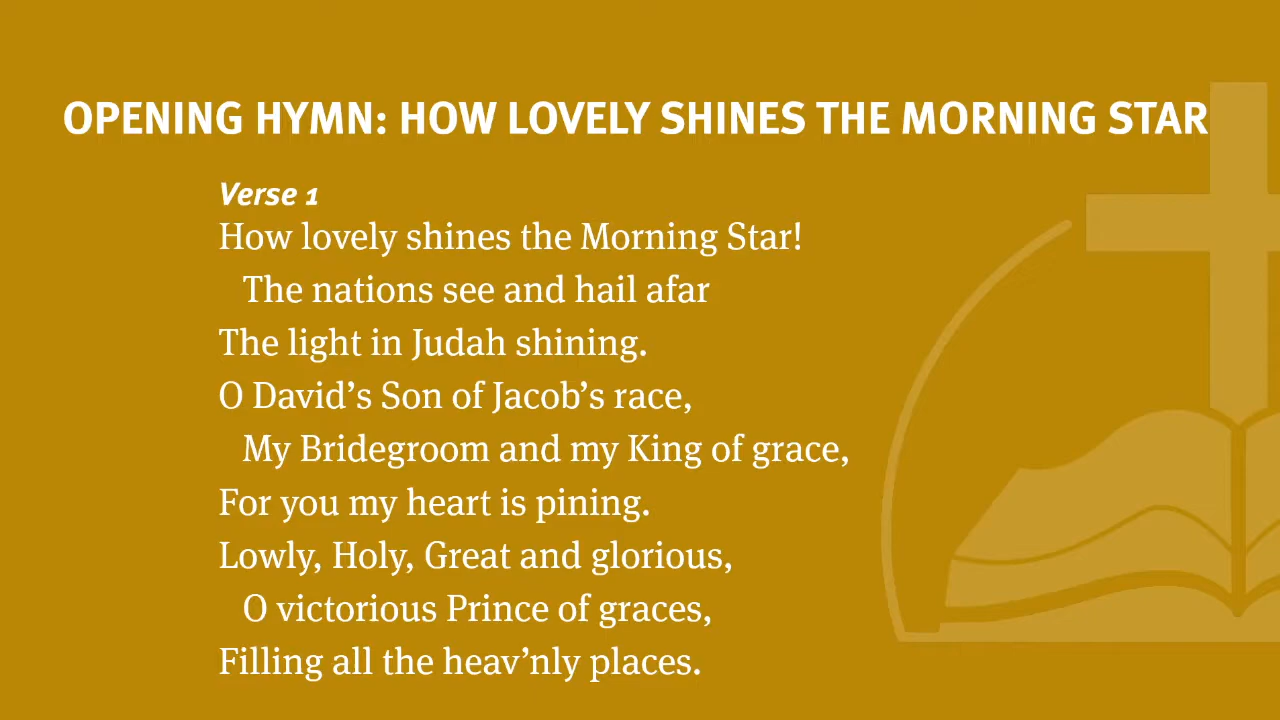 OPENING HYMN: HOW LOVELY SHINES THE MORNING STAR
Verse 1
How lovely shines the Morning Star!
The nations see and hail afar
The light in Judah shining.
O David’s Son of Jacob’s race,
My Bridegroom and my King of grace,
For you my heart is pining.
Lowly, Holy, Great and glorious,
O victorious Prince of graces,
Filling all the heav’nly places.